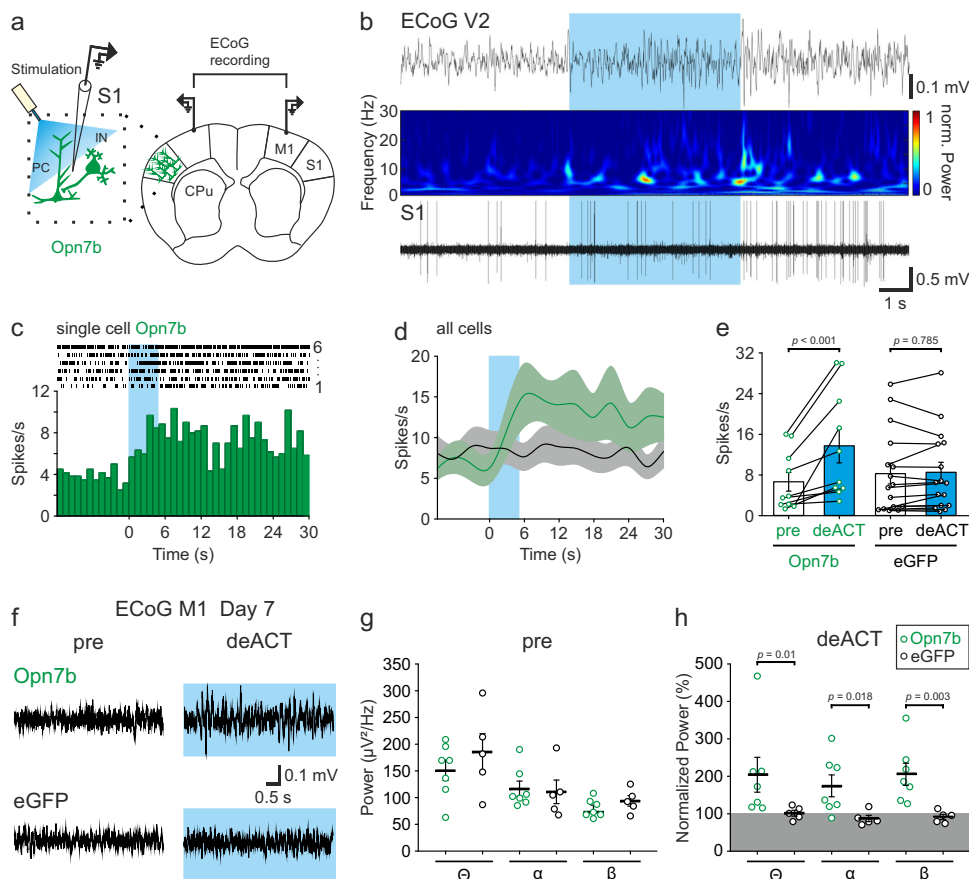 a
Stimulation
S1
IN
PC
Opn7b
ECoG
recording
M1
S1
CPu
b
ECoG V2
0.1 mV
Frequency (Hz)
30
20
10
0
norm. Power
1
0
S1
0.5 mV
1 s
c
single cell Opn7b
6
:
1
Spikes/s
12
8
4
0
0 6 12 18 24 30
Time (s)
d
all cells
Spikes/s
20
15
10
5
0
0 6 12 18 24 30
Time (s)
e
p < 0.001
p = 0.785
Spikes/s
32
24
16
8
0
pre deACT pre deACT
Opn7b eGFP
f
ECoG M1 Day 7
pre deACT
Opn7b
0.1 mV
0.5 s
eGFP
g
pre
Power (µV²/Hz)
350
300
250
200
150
100
50
0
Θ α β
h
deACT
Opn7b
eGFP
p = 0.01
p = 0.018
p = 0.003
Normalized Power (%)
500
400
300
200
100
0
Θ α β